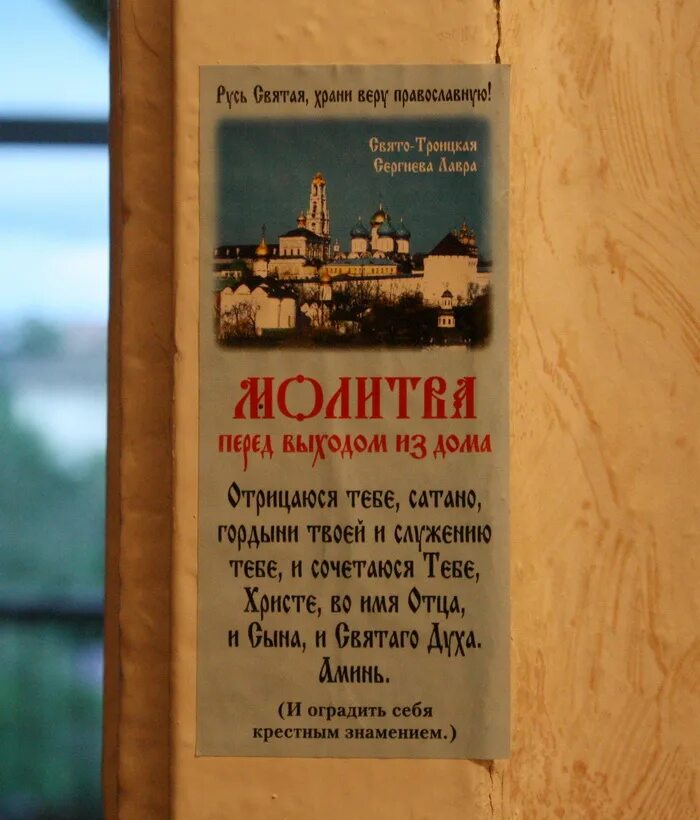 Русь Святая, храни веру православную!
Свято-Троицкая
Сергиева Лавра
МОЛИТВА
перед выходом из дома
Отрицаюся тебе, сатано,
гордыни твоей и служению
тебе, и сочетаюся Тебе,
Христе, во имя Отца,
и Сына, и Святаго Духа.
Аминь.
(И оградить себя
крестным знамением.)